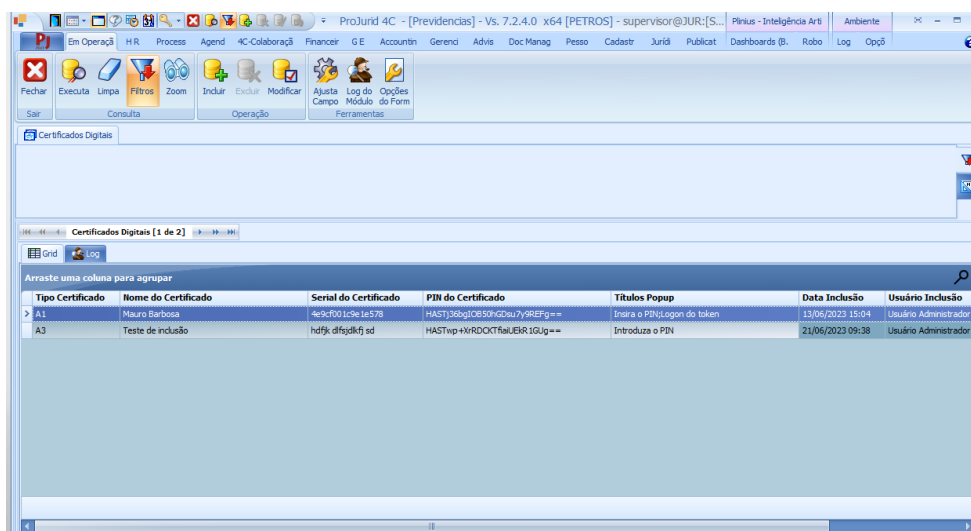 ProJurid 4C - [Previdencias] - Vs. 7.2.4.0 x64 [PETROS] - supervisor@JUR:[S... Plinius - Inteligência Arti Ambiente
PJ Em Operaçã H R Process Agend 4C-Colaboraçã Financeir G E Accountin Gerenci Advis Doc Manag Pesso Cadastr Jurídi Publicat Dashboards (B. Robo Log Opçõ
Fechar Executa Limpa Filtros Zoom Incluir Excluir Modificar Ajusta Campo Log do Módulo Opções do Form
Sair Consulta Operação Ferramentas
Certificados Digitais
Certificados Digitais [1 de 2]
Grid Log
Arraste uma coluna para agrupar
Tipo Certificado Nome do Certificado Serial do Certificado PIN do Certificado Títulos Popup Data Inclusão Usuário Inclusão
A1 Mauro Barbosa 4e9cf001c9e1e578 HASTj36bgIOB50hGDsu7y9REFg== Insira o PIN;Logon do token 13/06/2023 15:04 Usuário Administrador
A3 Teste de inclusão hdfjk dlfsjdlkfj sd Introduza o PIN 21/06/2023 09:38 Usuário Administrador